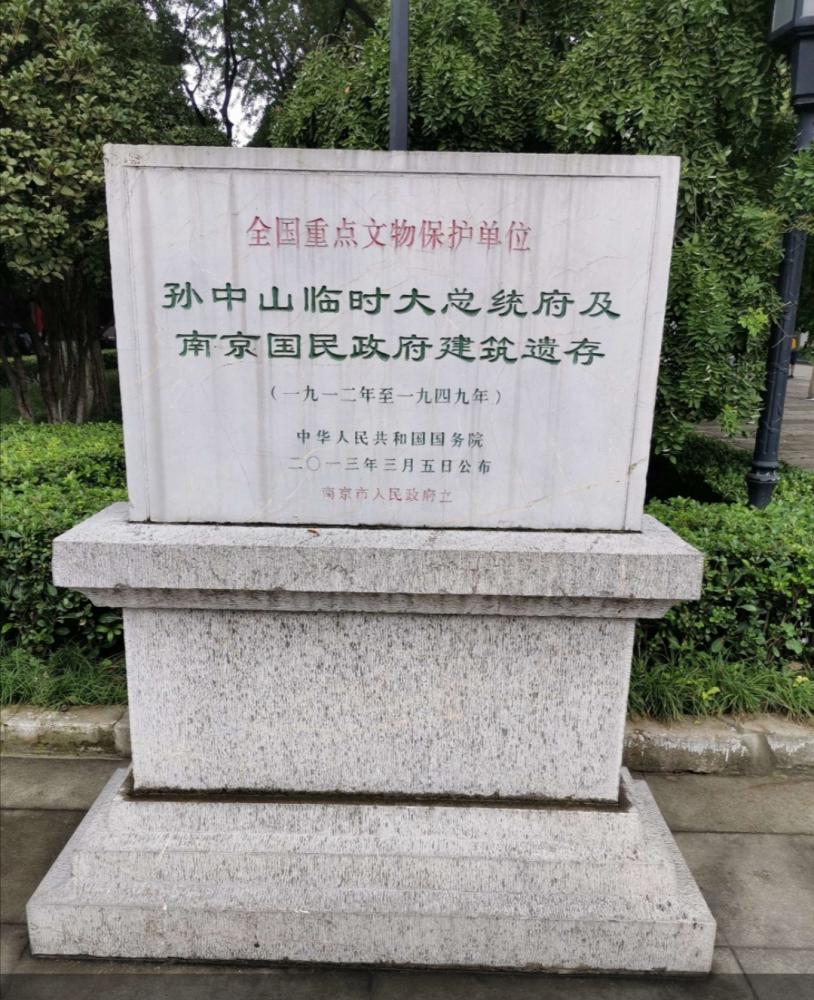 全国重点文物保护单位
孙中山临时大总统府及
南京国民政府建筑遗存
（一九一二年至一九四九年）
中华人民共和国国务院
二〇一三年三月五日公布
南京市人民政府立